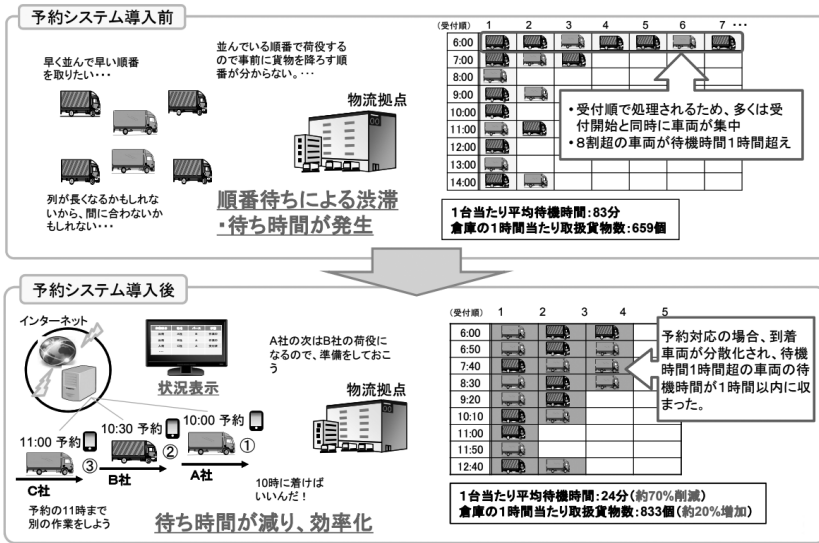 予約システム導入前
早く並んで早い順番
を取りたい・・・
並んでいる順番で荷役する
ので事前に貨物を降ろす順
番が分からない。・・・
物流拠点
列が長くなるかもしれな
いから、間に合わないか
もしれない・・・
順番待ちによる渋滞
・待ち時間が発生
(受付順) 1 2 3 4 5 6 7 ・・・
6:00
7:00
8:00
9:00
10:00
11:00
12:00
13:00
14:00
・受付順で処理されるため、多くは受
付開始と同時に車両が集中
・8割超の車両が待機時間1時間超え
1台当たり平均待機時間:83分
倉庫の1時間当たり取扱貨物数:659個
予約システム導入後
インターネット
状況表示
A社の次はB社の荷役に
なるので、準備をしておこ
う
物流拠点
11:00 予約
10:30 予約
10:00 予約
③
②
①
C社
B社
A社
予約の11時まで
別の作業をしよう
10時に着けば
いいんだ！
待ち時間が減り、効率化
(受付順) 1 2 3 4 5
6:00
6:50
7:40
8:30
9:20
10:10
11:00
11:50
12:40
予約対応の場合、到着
車両が分散化され、待機
時間1時間超の車両の待
機時間が1時間以内に収
まった。
1台当たり平均待機時間:24分(約70%削減)
倉庫の1時間当たり取扱貨物数:833個(約20%増加)